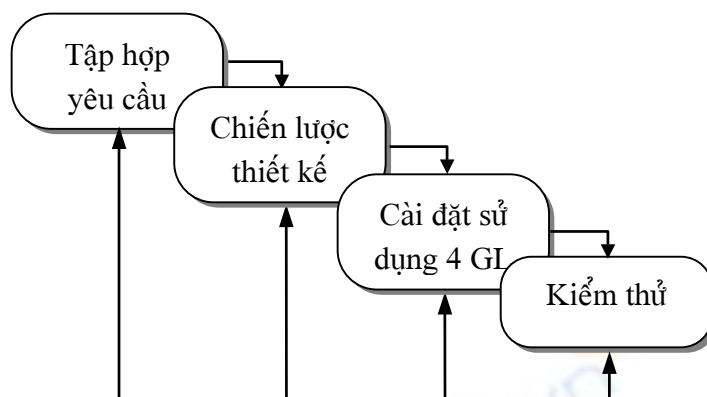 Tập hợp
yêu cầu
Chiến lược
thiết kế
Cài đặt sử
dụng 4 GL
Kiểm thử